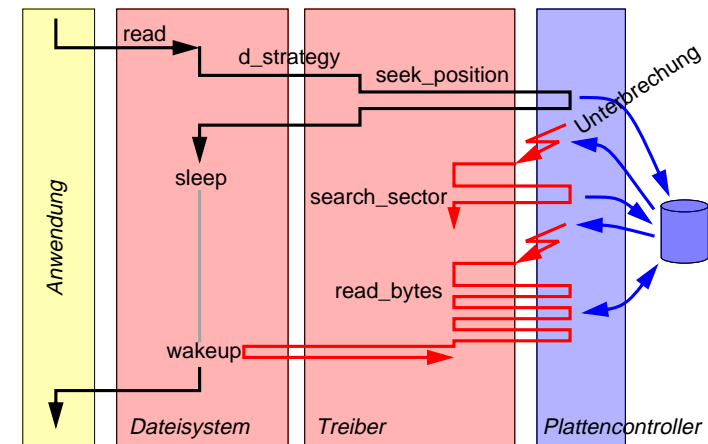 read
d_strategy
seek_position
Unterbrechung
sleep
search_sector
Anwendung
read_bytes
wakeup
Dateisystem
Treiber
Plattencontroller